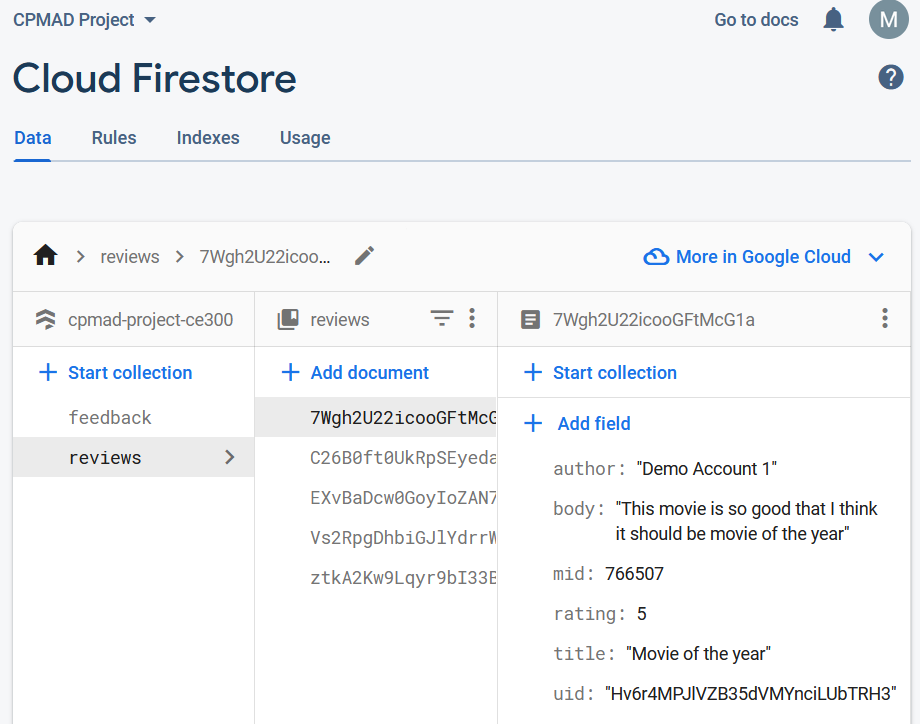 CPMAD Project
Go to docs
M
Cloud Firestore
Data
Rules
Indexes
Usage
reviews
7Wgh2U22icoo...
More in Google Cloud
cpmad-project-ce300
reviews
7Wgh2U22icooGFtMcG1a
Start collection
Add document
Start collection
feedback
reviews
7Wgh2U22icooGFtMcG
C26B0ft0UkRpSEyeda
EXvBaDcw0GoyIoZAN7
Vs2RpgDhbiGJlYdrrW
ztkA2Kw9Lqyr9bI33B
Add field
author: "Demo Account 1"
body: "This movie is so good that I think
it should be movie of the year"
mid: 766507
rating: 5
title: "Movie of the year"
uid: "Hv6r4MPJlVZB35dVMYnciLUbTRH3"